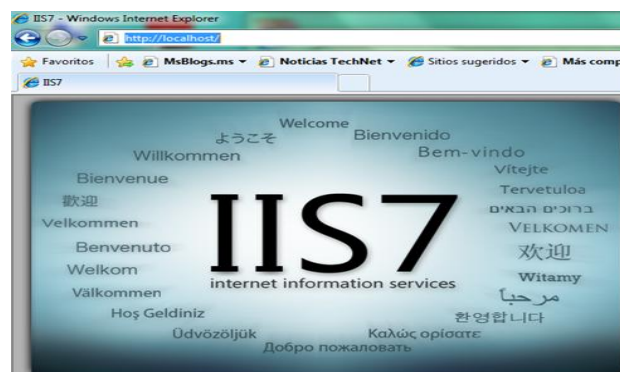 IIS7 - Windows Internet Explorer
http://localhost/
Favoritos MsBlogs.ms Noticias TechNet Sitios sugeridos Más comp
IIS7
Welcome
ようこそ Bienvenido
Willkommen Bem-vindo
Bienvenue Vítejte
Tervetuloa
歡迎 ברוכים הבאים
Velkommen VELKOMEN
IIS7
Benvenuto 欢迎
Welkom Witamy
internet information services
Välkommen مرحباً
Hoş Geldiniz 환영합니다
Üdvözöljük Καλώς ορίσατε
Добро пожаловать